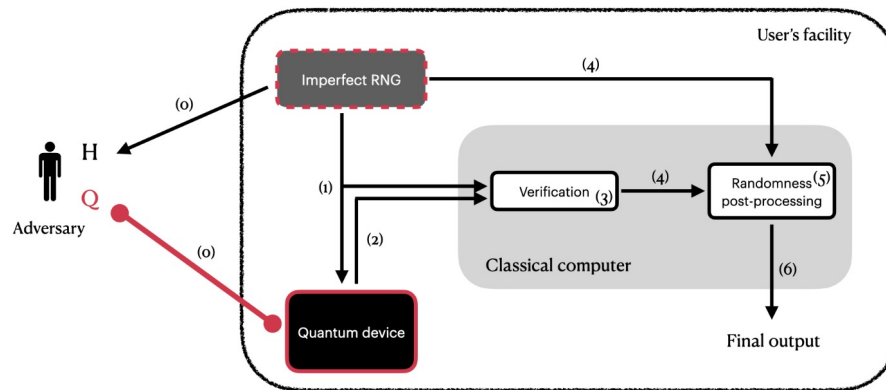 User's facility
Imperfect RNG
(4)
(0)
H
Q
Adversary
(1)
Verification
(3)
(4)
Randomness
(5)
post-processing
(2)
(0)
Classical computer
(6)
Quantum device
Final output